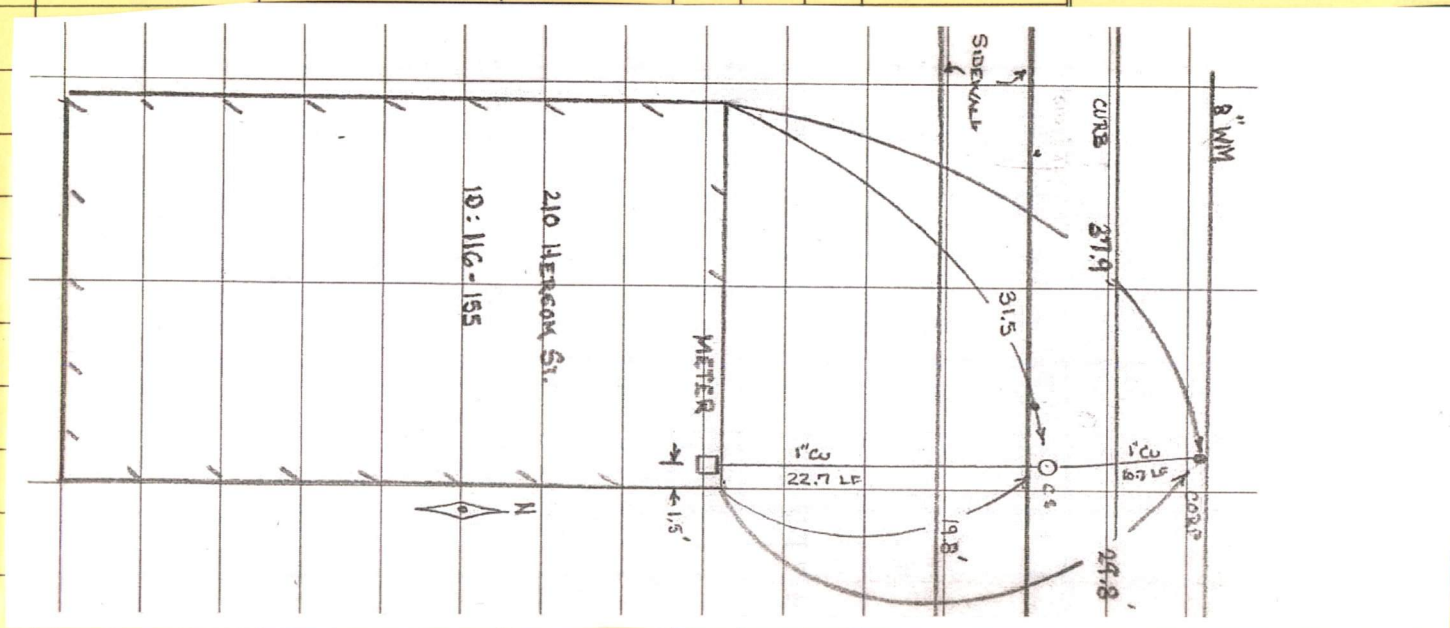 8" WM
CURB
SIDEWALK
37.9
31.5
210 HERCOM ST.
ID: 116-155
METER
1" CU
22.7 LF
1" CU
CS
CORP
N
1.5'
19.8'
29.8'